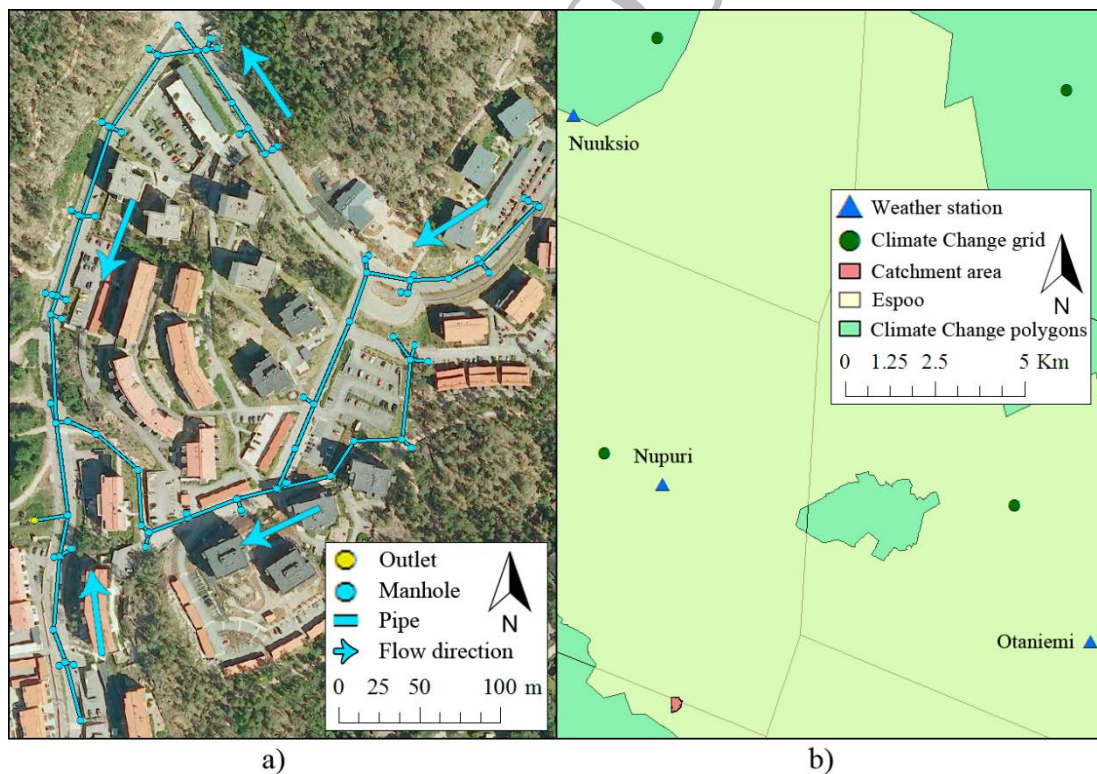 Outlet
Manhole
Pipe
Flow direction
N
0 25 50 100 m
a)
Nuuksio
Weather station
Climate Change grid
Catchment area
Espoo
Climate Change polygons
N
0 1.25 2.5 5 Km
Nupuri
Otaniemi
b)